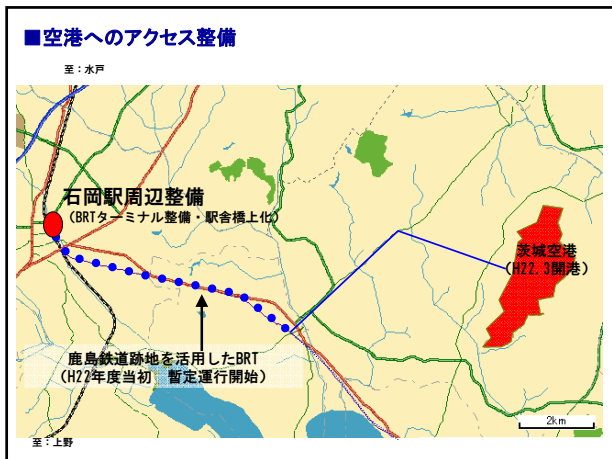 ■空港へのアクセス整備
至：水戸
石岡駅周辺整備
（BRTターミナル整備・駅舎橋上化）
茨城空港
（H22.3開港）
鹿島鉄道跡地を活用したBRT
（H22年度当初　暫定運行開始）
2km
至：上野